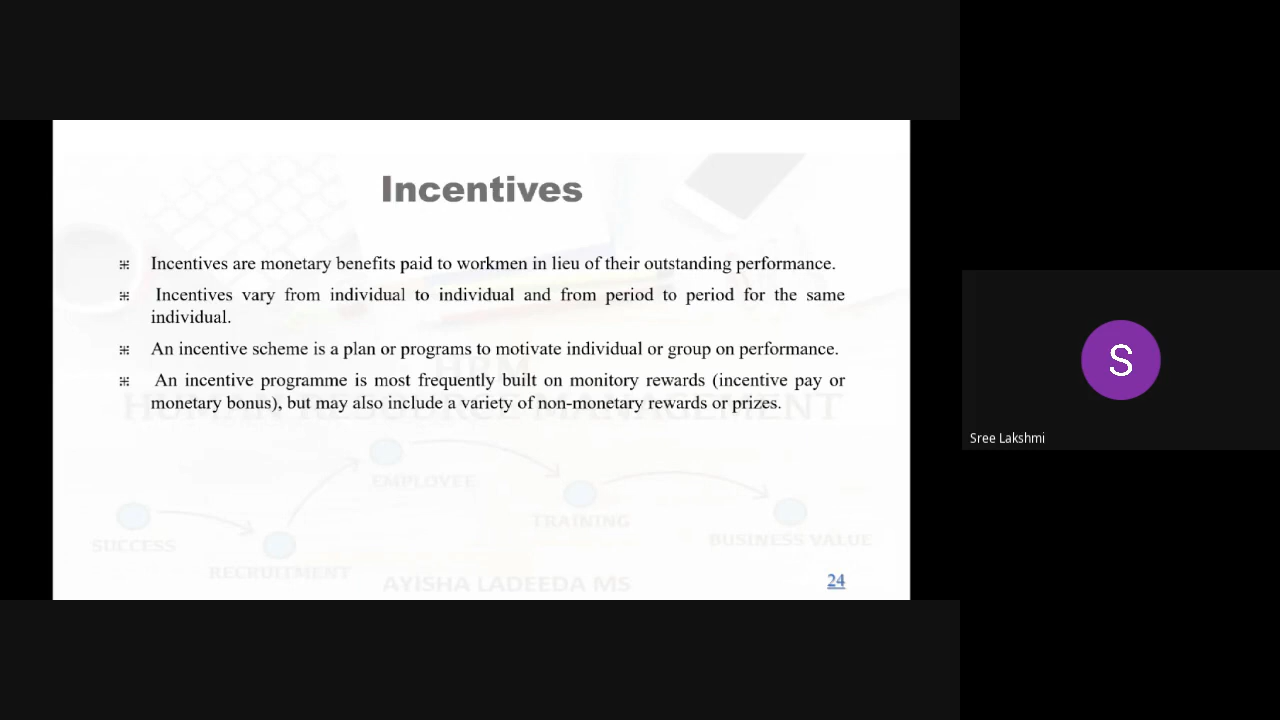 Incentives
Incentives are monetary benefits paid to workmen in lieu of their outstanding performance.
Incentives vary from individual to individual and from period to period for the same
individual.
An incentive scheme is a plan or programs to motivate individual or group on performance.
An incentive programme is most frequently built on monitory rewards (incentive pay or
monetary bonus), but may also include a variety of non-monetary rewards or prizes.
HRM
HUMAN RESOURCE MANAGEMENT
EMPLOYEE
TRAINING
SUCCESS
BUSINESS VALUE
RECRUITMENT
AYISHA LADEEDA MS
24
S
Sree Lakshmi